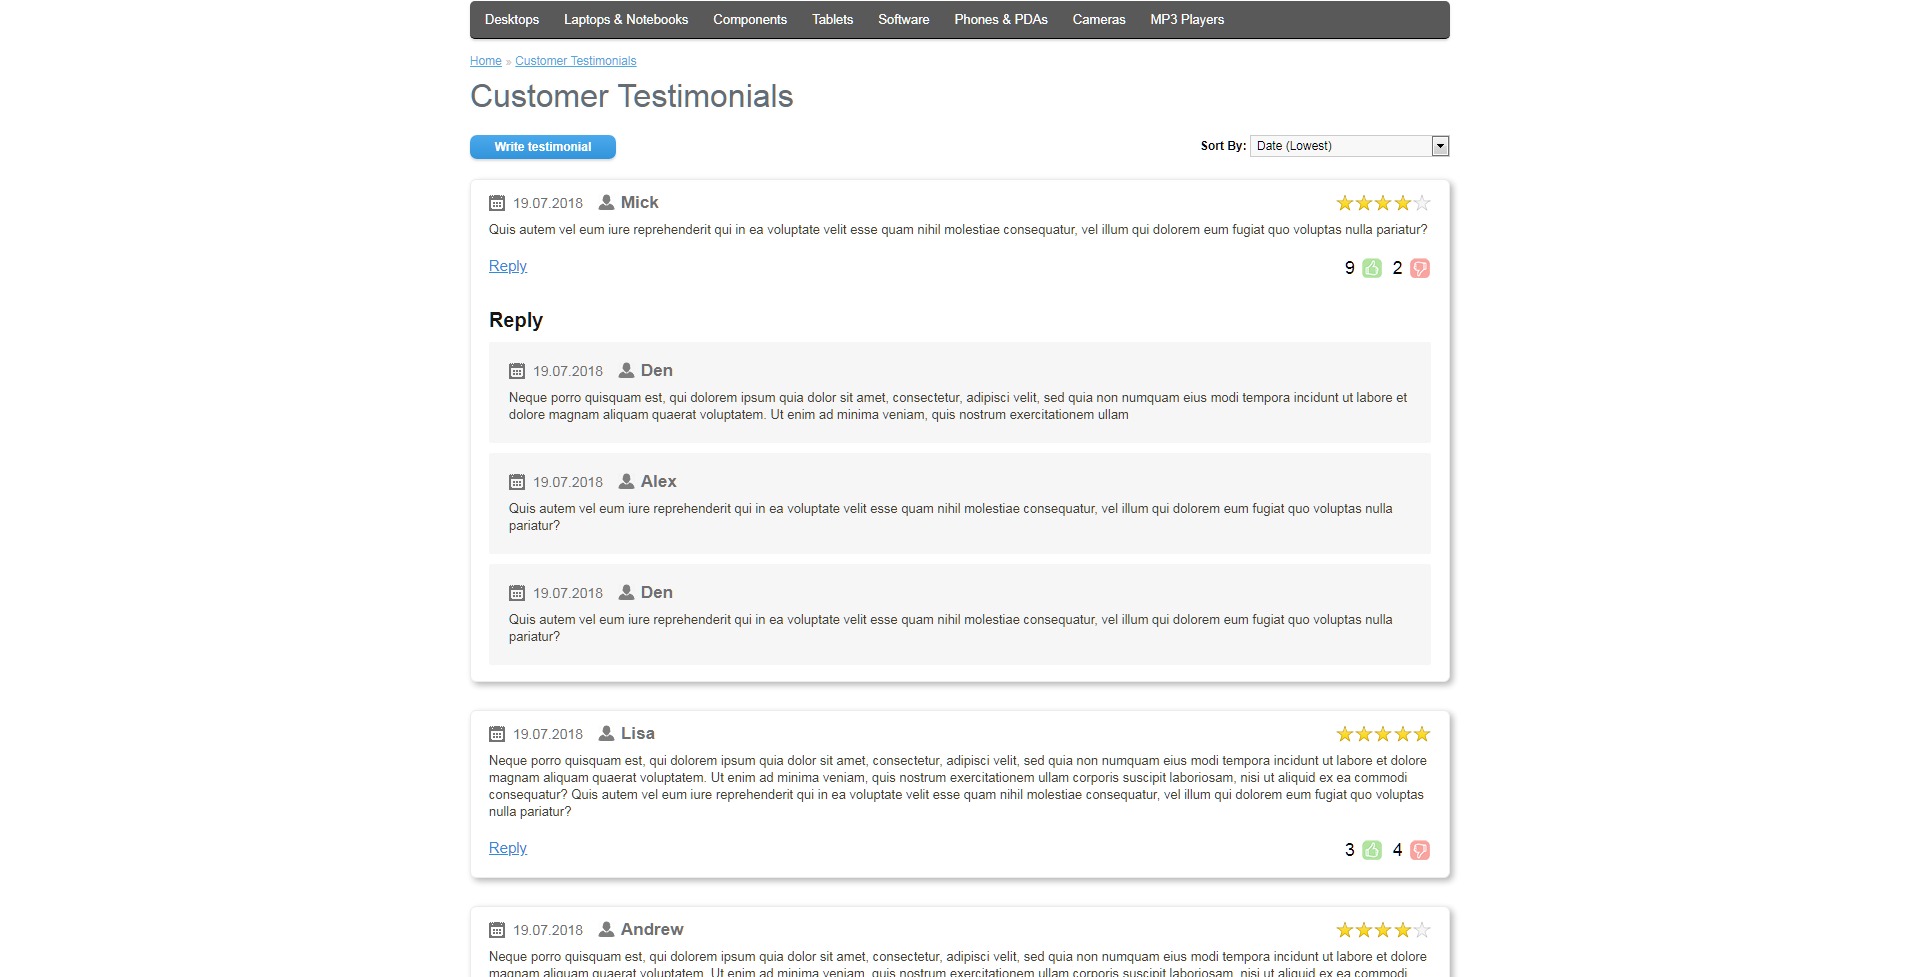 Desktops Laptops & Notebooks Components Tablets Software Phones & PDAs Cameras MP3 Players
Home » Customer Testimonials
Customer Testimonials
Write testimonial
Sort By: Date (Lowest)
19.07.2018 Mick
Quis autem vel eum iure reprehenderit qui in ea voluptate velit esse quam nihil molestiae consequatur, vel illum qui dolorem eum fugiat quo voluptas nulla pariatur?
Reply
9 2
Reply
19.07.2018 Den
Neque porro quisquam est, qui dolorem ipsum quia dolor sit amet, consectetur, adipisci velit, sed quia non numquam eius modi tempora incidunt ut labore et
dolore magnam aliquam quaerat voluptatem. Ut enim ad minima veniam, quis nostrum exercitationem ullam
19.07.2018 Alex
Quis autem vel eum iure reprehenderit qui in ea voluptate velit esse quam nihil molestiae consequatur, vel illum qui dolorem eum fugiat quo voluptas nulla
pariatur?
19.07.2018 Den
Quis autem vel eum iure reprehenderit qui in ea voluptate velit esse quam nihil molestiae consequatur, vel illum qui dolorem eum fugiat quo voluptas nulla
pariatur?
19.07.2018 Lisa
Neque porro quisquam est, qui dolorem ipsum quia dolor sit amet, consectetur, adipisci velit, sed quia non numquam eius modi tempora incidunt ut labore et dolore
magnam aliquam quaerat voluptatem. Ut enim ad minima veniam, quis nostrum exercitationem ullam corporis suscipit laboriosam, nisi ut aliquid ex ea commodi
consequatur? Quis autem vel eum iure reprehenderit qui in ea voluptate velit esse quam nihil molestiae consequatur, vel illum qui dolorem eum fugiat quo voluptas
nulla pariatur?
Reply
3 4
19.07.2018 Andrew
Neque porro quisquam est, qui dolorem ipsum quia dolor sit amet, consectetur, adipisci velit, sed quia non numquam eius modi tempora incidunt ut labore et dolore
magnam aliquam quaerat voluptatem. Ut enim ad minima veniam, quis nostrum exercitationem ullam corporis suscipit laboriosam, nisi ut aliquid ex ea commodi